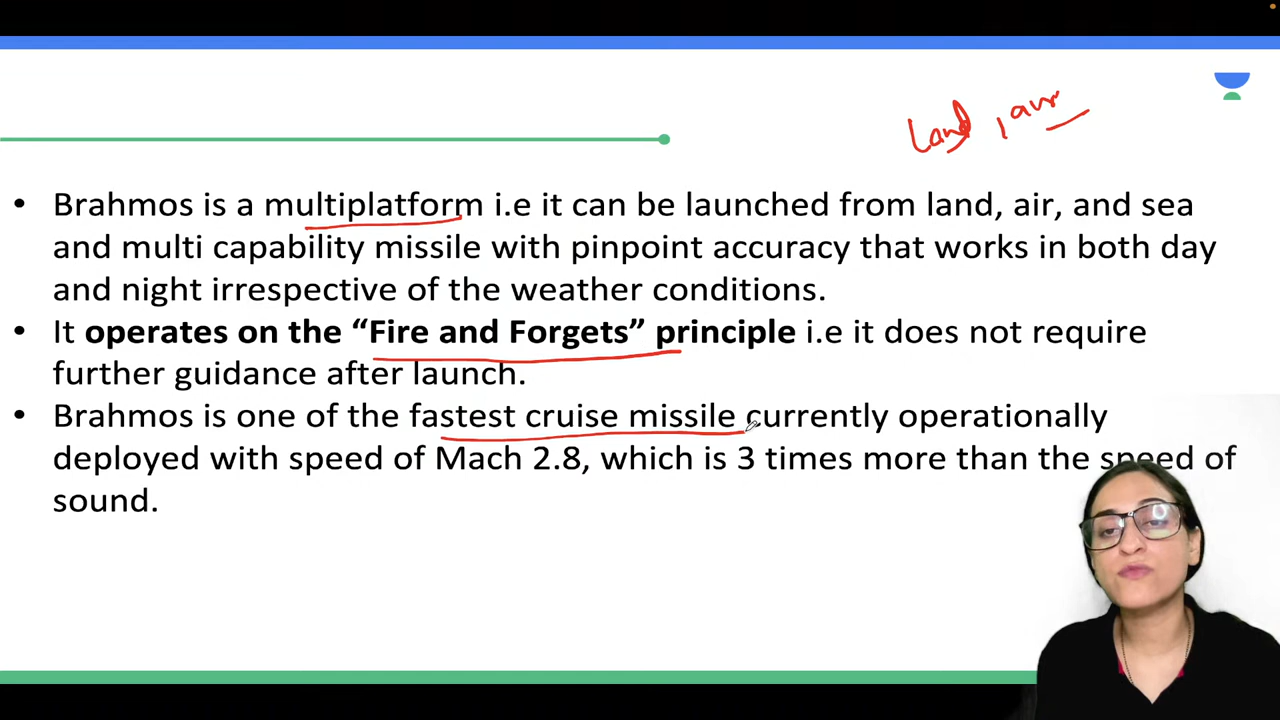 Land , air
• Brahmos is a multiplatform i.e it can be launched from land, air, and sea
and multi capability missile with pinpoint accuracy that works in both day
and night irrespective of the weather conditions.
• It operates on the “Fire and Forgets” principle i.e it does not require
further guidance after launch.
• Brahmos is one of the fastest cruise missile currently operationally
deployed with speed of Mach 2.8, which is 3 times more than the speed of
sound.